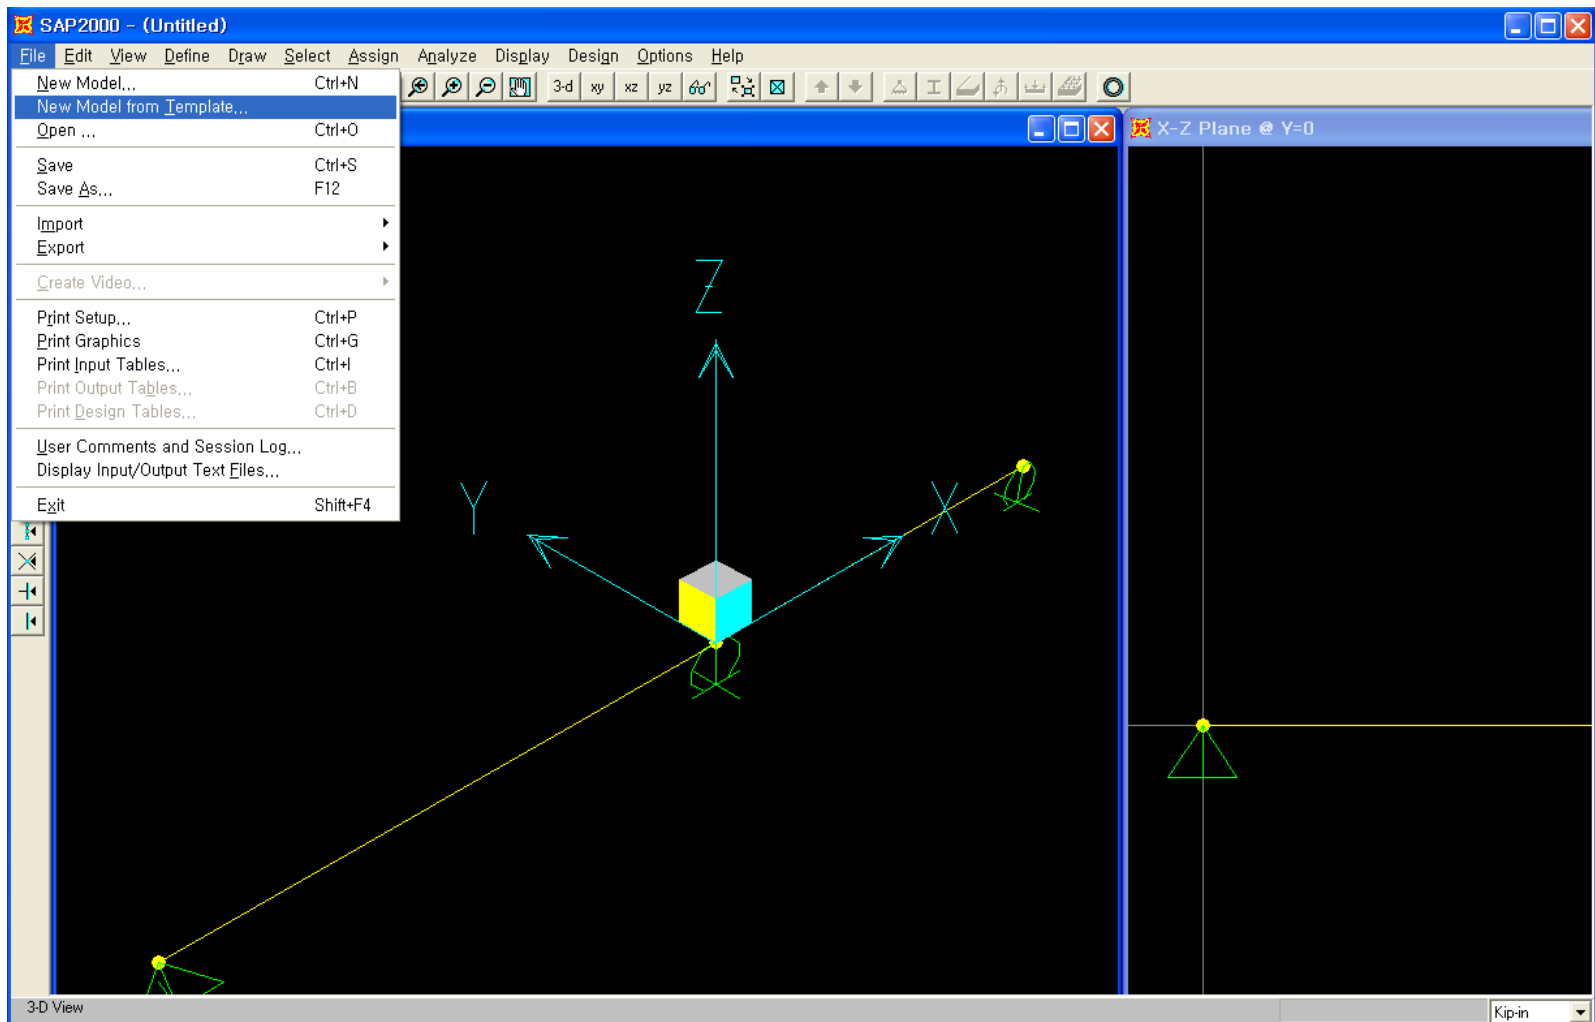 SAP2000 - (Untitled)
File Edit View Define Draw Select Assign Analyze Display Design Options Help
New Model... Ctrl+N
New Model from Template...
Open ... Ctrl+O
Save Ctrl+S
Save As... F12
Import
Export
Create Video...
Print Setup... Ctrl+P
Print Graphics Ctrl+G
Print Input Tables... Ctrl+I
Print Output Tables... Ctrl+B
Print Design Tables... Ctrl+D
User Comments and Session Log...
Display Input/Output Text Files...
Exit Shift+F4
3-d xy xz yz
X-Z Plane @ Y=0
Z
Y X
3-D View
Kip-in